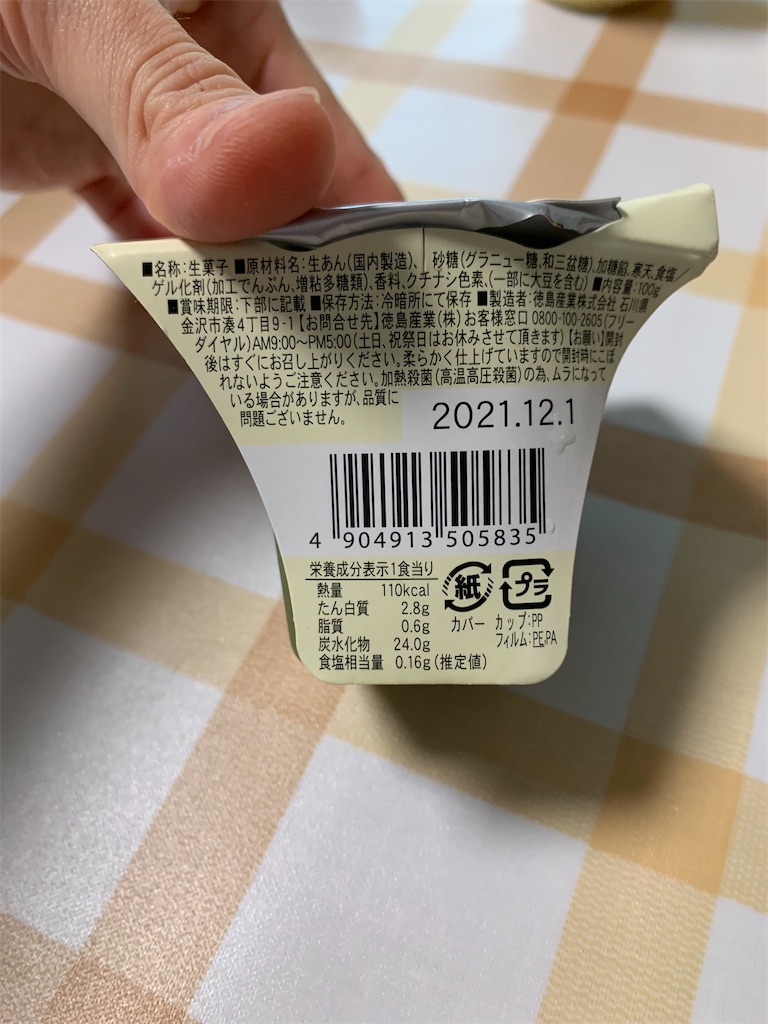 ■名称:生菓子 ■原材料名:生あん(国内製造)、砂糖(グラニュー糖、和三盆糖)、加糖餡、寒天、食塩/
ゲル化剤(加工でんぷん、増粘多糖類)、香料、クチナシ色素、(一部に大豆を含む) ■内容量:100g
■賞味期限:下部に記載 ■保存方法:冷暗所にて保存 ■製造者:徳島産業株式会社 石川県
金沢市湊4丁目9-1【お問合せ先】徳島産業(株)お客様窓口 0800-100-2605(フリー
ダイヤル)AM9:00〜PM5:00(土日、祝祭日はお休みさせて頂きます)【お願い】開封
後はすぐにお召し上がりください。柔らかく仕上げていますので開封時にこぼ
れないようご注意ください。加熱殺菌(高温高圧殺菌)の為、ムラになって
いる場合がありますが、品質に
問題ございません。
2021.12.1
4 904913 505835
栄養成分表示1食当り
熱量 110kcal
たん白質 2.8g
脂質 0.6g
炭水化物 24.0g
食塩相当量 0.16g(推定値)
紙
カバー
プラ
カップ:PP
フィルム:PE,PA